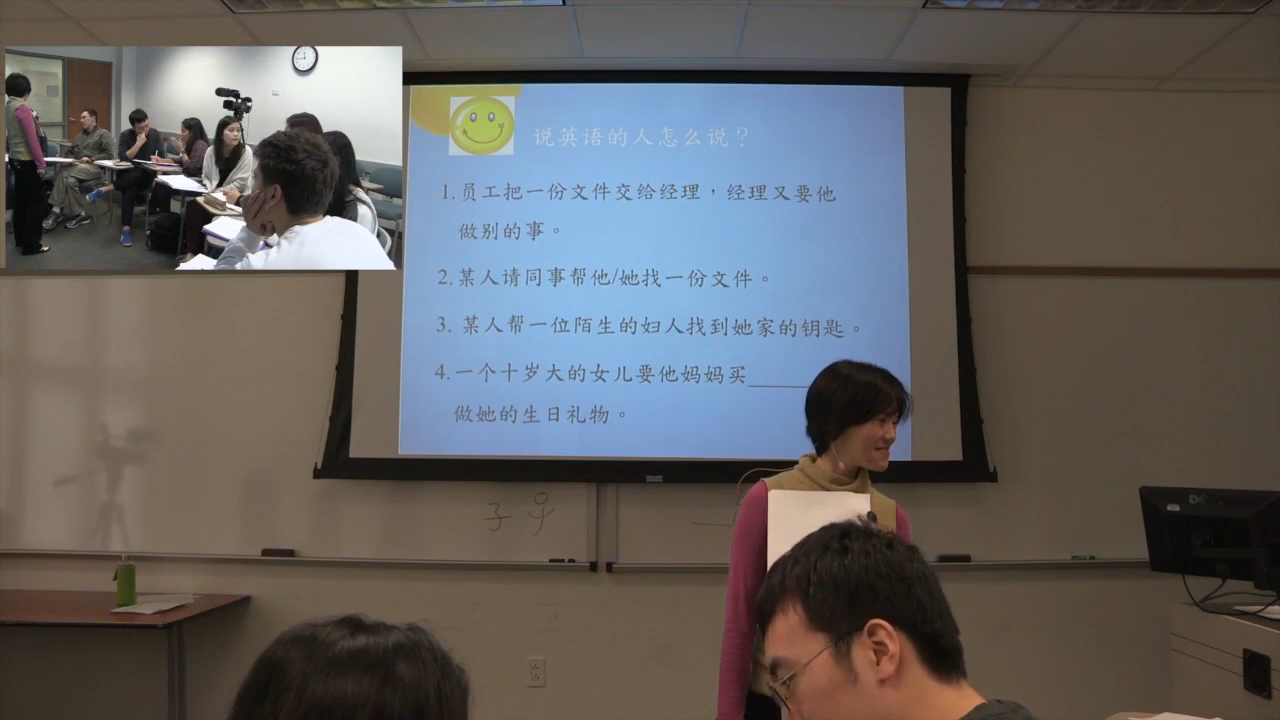 说英语的人怎么说？
1. 员工把一份文件交给经理，经理又要他
做别的事。
2. 某人请同事帮他/她找一份文件。
3. 某人帮一位陌生的妇人找到她家的钥匙。
4. 一个十岁大的女儿要他妈妈买______
做她的生日礼物。
子